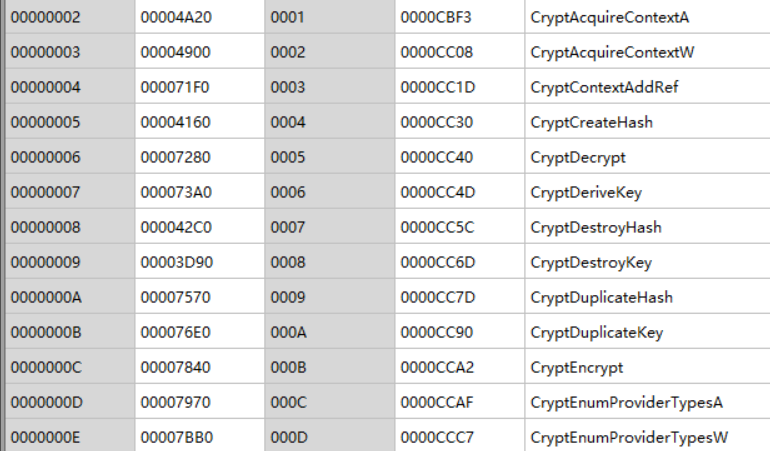 00000002 00004A20 0001 0000CBF3 CryptAcquireContextA
00000003 00004900 0002 0000CC08 CryptAcquireContextW
00000004 000071F0 0003 0000CC1D CryptContextAddRef
00000005 00004160 0004 0000CC30 CryptCreateHash
00000006 00007280 0005 0000CC40 CryptDecrypt
00000007 000073A0 0006 0000CC4D CryptDeriveKey
00000008 000042C0 0007 0000CC5C CryptDestroyHash
00000009 00003D90 0008 0000CC6D CryptDestroyKey
0000000A 00007570 0009 0000CC7D CryptDuplicateHash
0000000B 000076E0 000A 0000CC90 CryptDuplicateKey
0000000C 00007840 000B 0000CCA2 CryptEncrypt
0000000D 00007970 000C 0000CCAF CryptEnumProviderTypesA
0000000E 00007BB0 000D 0000CCC7 CryptEnumProviderTypesW